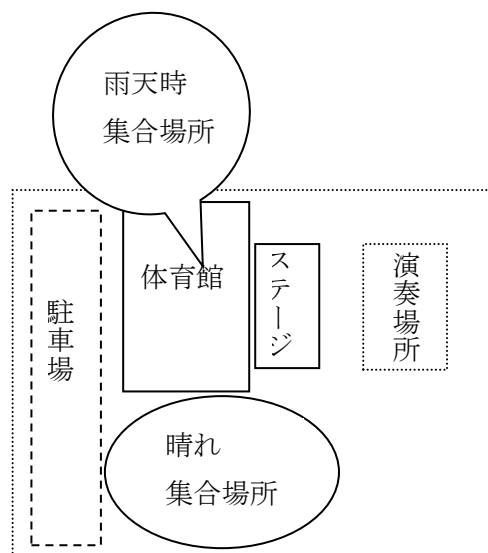 雨天時
集合場所
体育館
ステージ
演奏場所
駐車場
晴れ
集合場所